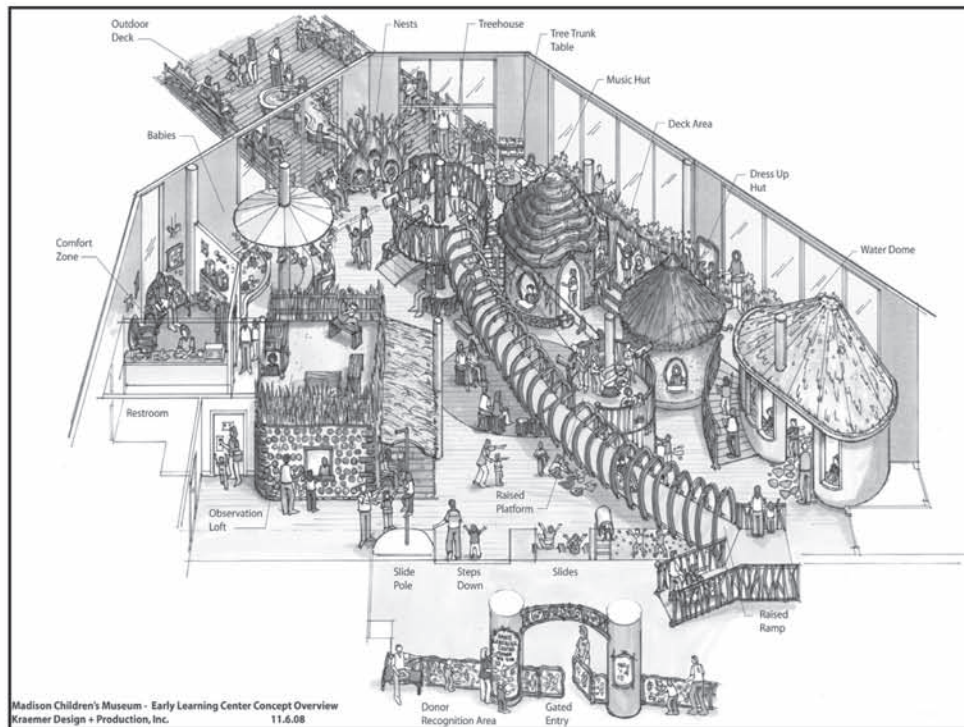 Outdoor
Deck
Nests
Treehouse
Tree Trunk
Table
Music Hut
Deck Area
Dress Up
Hut
Water Dome
Babies
Comfort
Zone
Restroom
Observation
Loft
Raised
Platform
Slide
Pole
Steps
Down
Slides
Raised
Ramp
Madison Children's Museum - Early Learning Center Concept Overview
Kraemer Design + Production, Inc. 11.6.08
Donor
Recognition Area
Gated
Entry